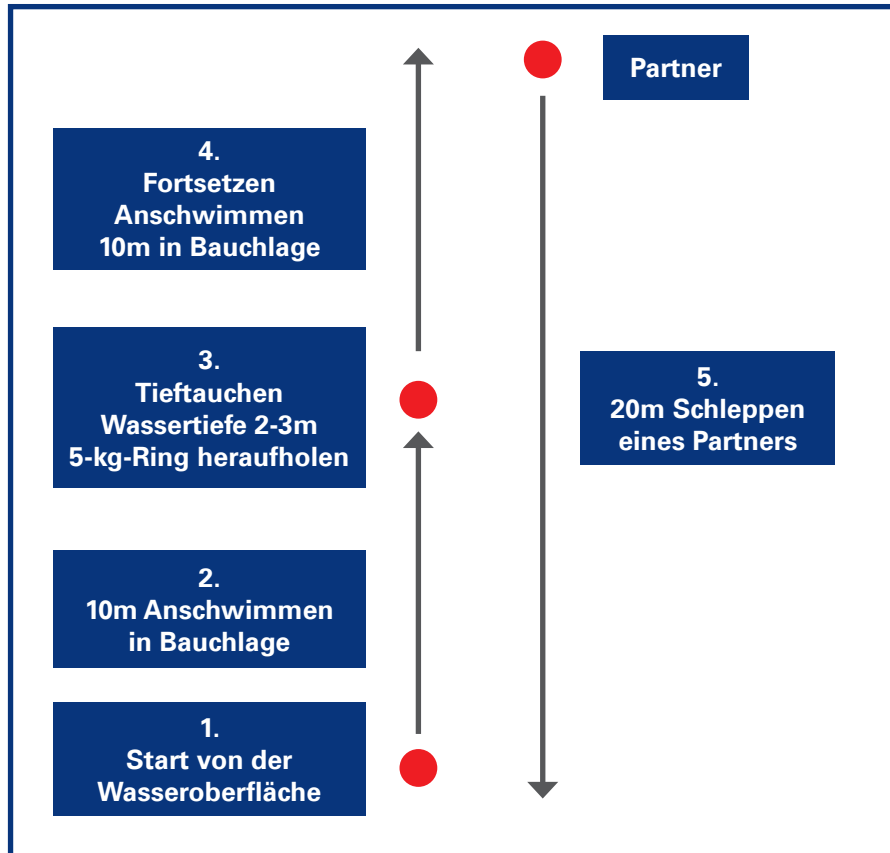 Partner
4.
Fortsetzen
Anschwimmen
10m in Bauchlage
3.
Tieftauchen
Wassertiefe 2-3m
5-kg-Ring heraufholen
5.
20m Schleppen
eines Partners
2.
10m Anschwimmen
in Bauchlage
1.
Start von der
Wasseroberfläche